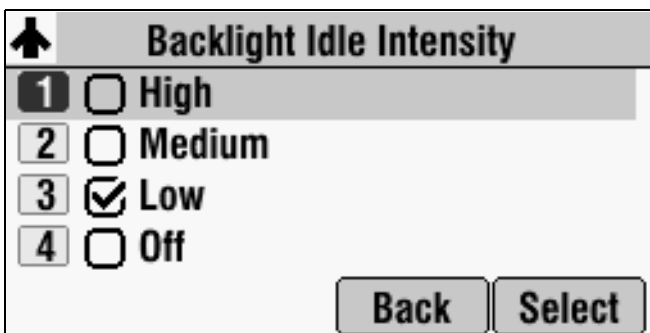 Backlight Idle Intensity
1 High
2 Medium
3 Low
4 Off
Back Select